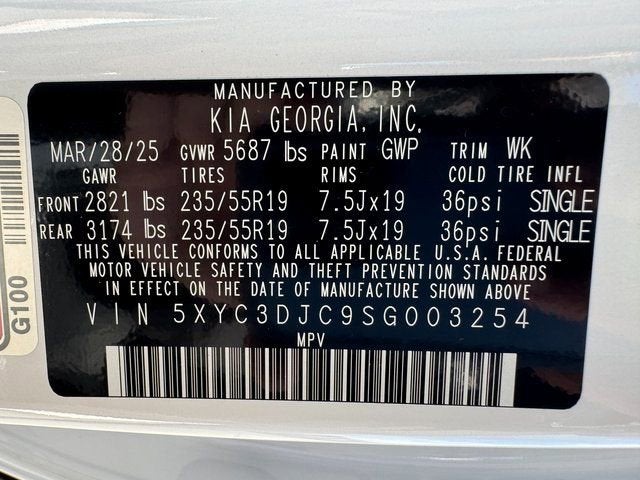 MANUFACTURED BY
KIA GEORGIA, INC.
MAR/28/25 GVWR 5687 lbs PAINT GWP TRIM WK
GAWR TIRES RIMS COLD TIRE INFL
FRONT 2821 lbs 235/55R19 7.5Jx19 36psi SINGLE
REAR 3174 lbs 235/55R19 7.5Jx19 36psi SINGLE
THIS VEHICLE CONFORMS TO ALL APPLICABLE U.S.A. FEDERAL
MOTOR VEHICLE SAFETY AND THEFT PREVENTION STANDARDS
IN EFFECT ON THE DATE OF MANUFACTURE SHOWN ABOVE
VIN 5XYC3DJC9SG003254
MPV
G100